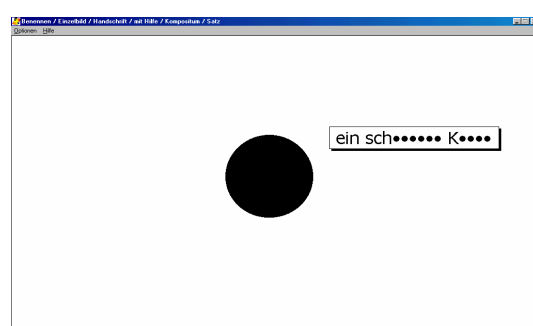 Benennen / Einzelbild / Handschrift / mit Hilfe / Kompositum / Satz
Optionen Hilfe
ein sch●●●●●● K●●●●